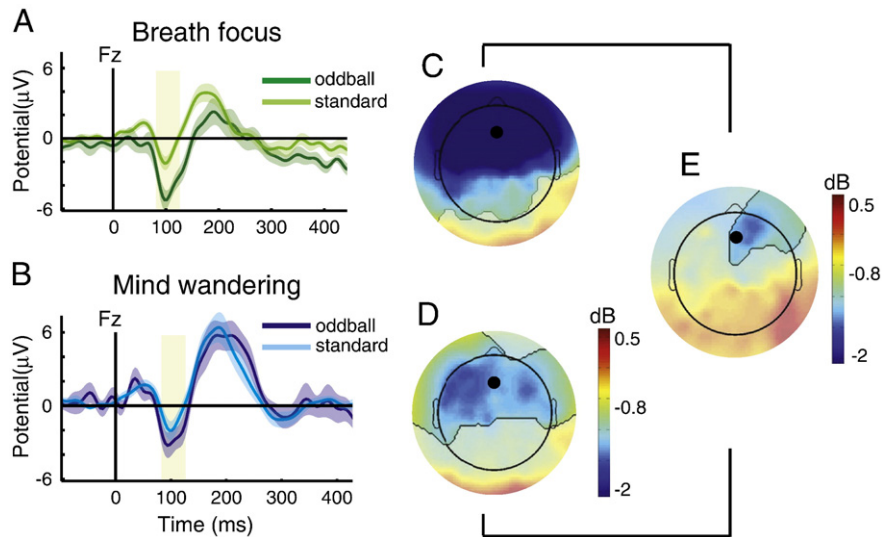 A
Breath focus
Fz
6
0
-6
Potential(μV)
oddball
standard
0
100
200
300
400
B
Mind wandering
Fz
6
0
-6
Potential(μV)
oddball
standard
0
100
200
300
400
Time (ms)
C
D
dB
0.5
-0.8
-2
E
dB
0.5
-0.8
-2